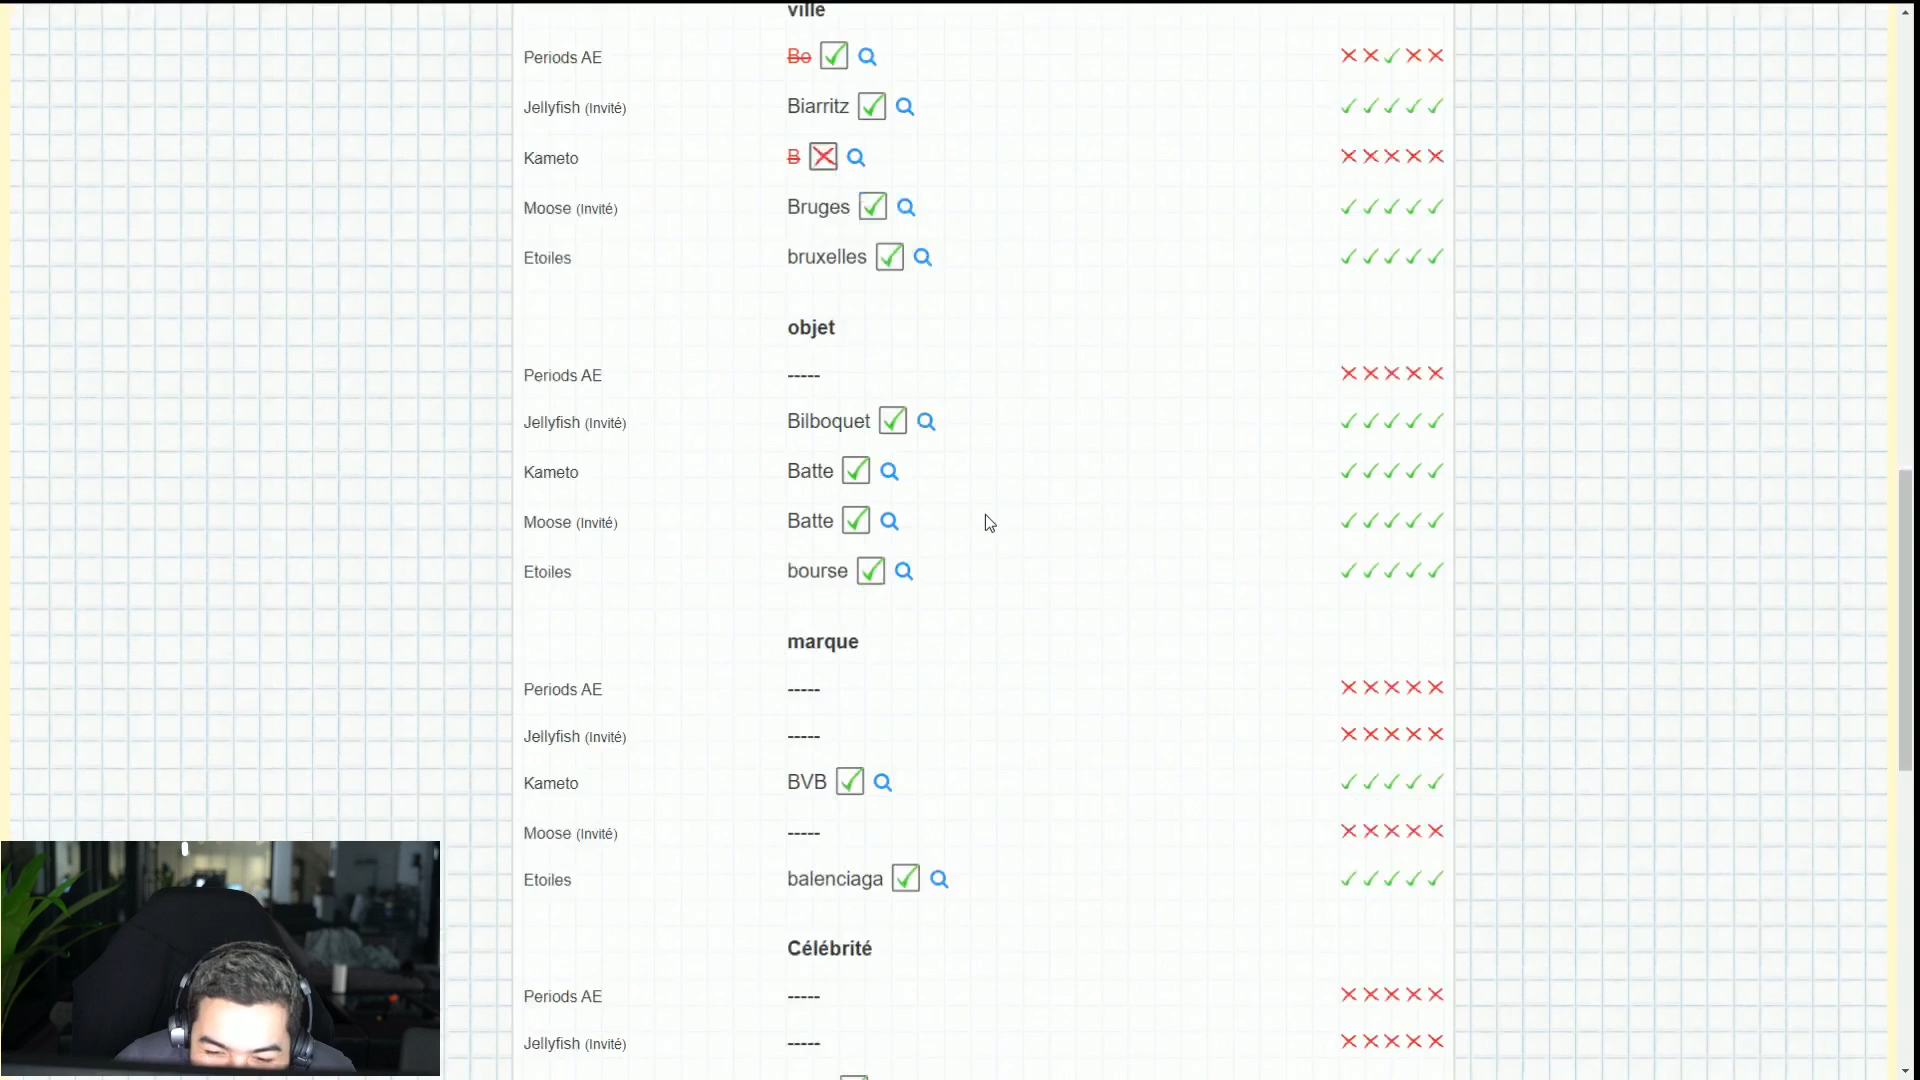 ville
Periods AE Bo
Jellyfish (Invité) Biarritz
Kameto B
Moose (Invité) Bruges
Etoiles bruxelles
objet
Periods AE -----
Jellyfish (Invité) Bilboquet
Kameto Batte
Moose (Invité) Batte
Etoiles bourse
marque
Periods AE -----
Jellyfish (Invité) -----
Kameto BVB
Moose (Invité) -----
Etoiles balenciaga
Célébrité
Periods AE -----
Jellyfish (Invité) -----